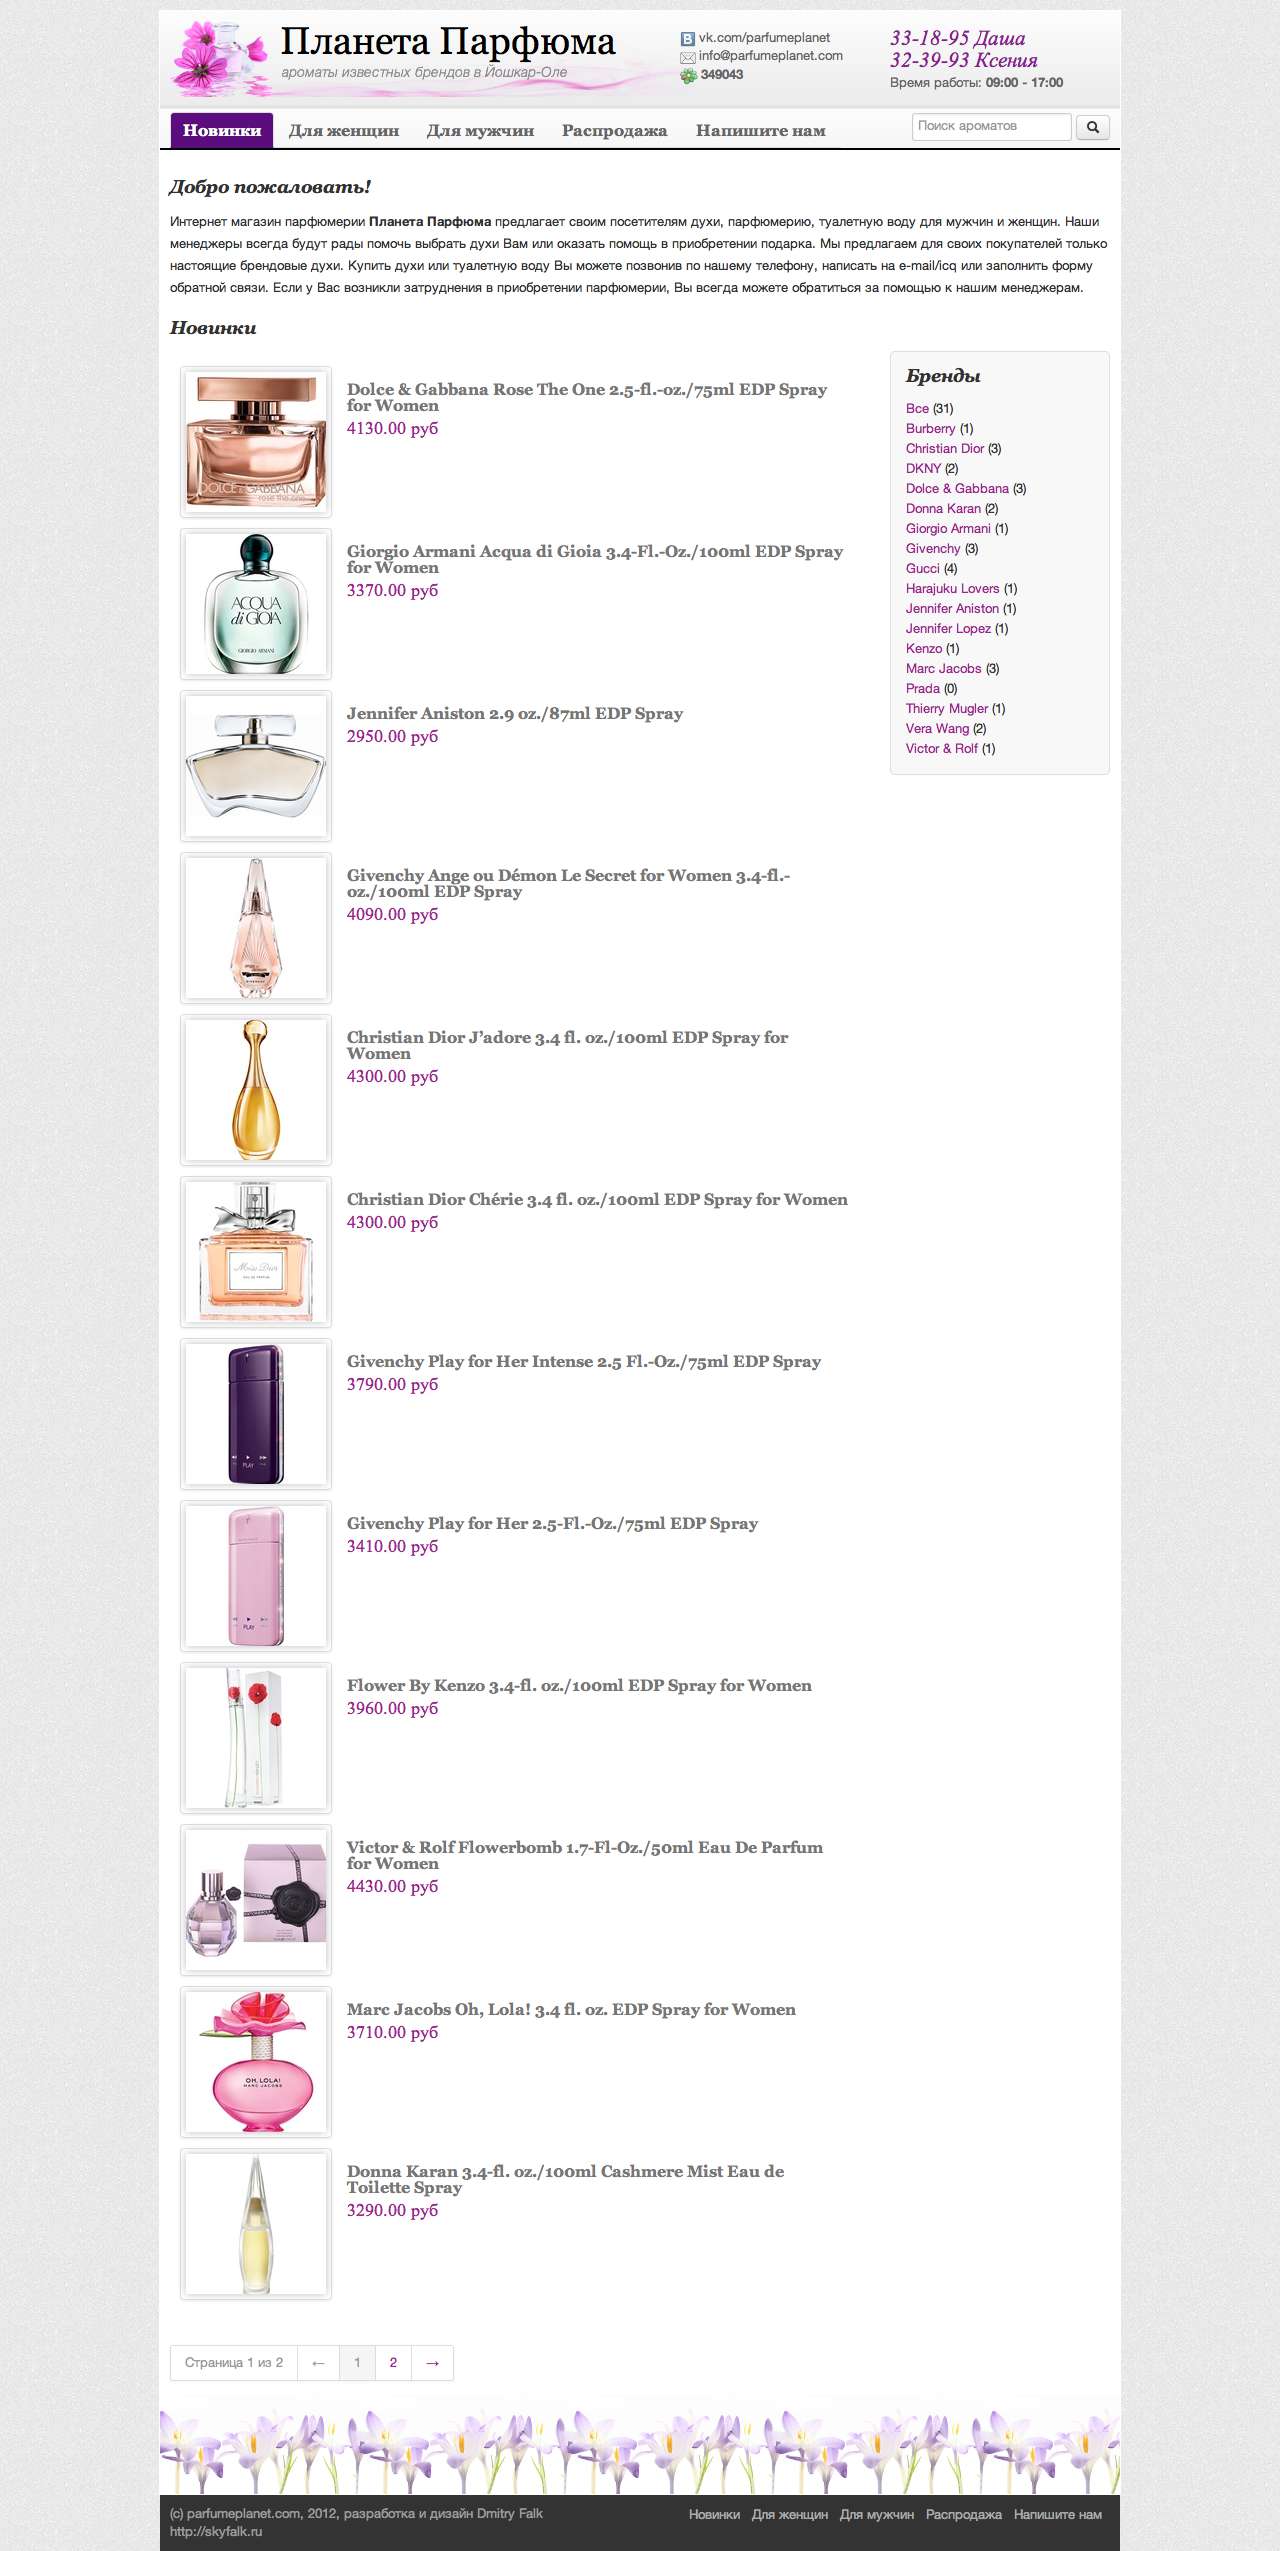 Планета Парфюма
ароматы известных брендов в Йошкар-Оле
vk.com/parfumeplanet
info@parfumeplanet.com
349043
33-18-95 Даша
32-39-93 Ксения
Время работы: 09:00 - 17:00
Новинки Для женщин Для мужчин Распродажа Напишите нам
Поиск ароматов
Добро пожаловать!
Интернет магазин парфюмерии Планета Парфюма предлагает своим посетителям духи, парфюмерию, туалетную воду для мужчин и женщин. Наши
менеджеры всегда будут рады помочь выбрать духи Вам или оказать помощь в приобретении подарка. Мы предлагаем для своих покупателей только
настоящие брендовые духи. Купить духи или туалетную воду Вы можете позвонив по нашему телефону, написать на e-mail/icq или заполнить форму
обратной связи. Если у Вас возникли затруднения в приобретении парфюмерии, Вы всегда можете обратиться за помощью к нашим менеджерам.
Новинки
DOLCE & GABBANA
rose the one
Dolce & Gabbana Rose The One 2.5-fl.-oz./75ml EDP Spray
for Women
4130.00 руб
ACQUA
di GIOIA
GIORGIO ARMANI
Giorgio Armani Acqua di Gioia 3.4-Fl.-Oz./100ml EDP Spray
for Women
3370.00 руб
Jennifer Aniston 2.9 oz./87ml EDP Spray
2950.00 руб
Givenchy Ange ou Démon Le Secret for Women 3.4-fl.-
oz./100ml EDP Spray
4090.00 руб
Christian Dior J’adore 3.4 fl. oz./100ml EDP Spray for
Women
4300.00 руб
Miss Dior
Christian Dior Chérie 3.4 fl. oz./100ml EDP Spray for Women
4300.00 руб
PLAY
Givenchy Play for Her Intense 2.5 Fl.-Oz./75ml EDP Spray
3790.00 руб
PLAY
Givenchy Play for Her 2.5-Fl.-Oz./75ml EDP Spray
3410.00 руб
Flower By Kenzo 3.4-fl. oz./100ml EDP Spray for Women
3960.00 руб
Victor & Rolf Flowerbomb 1.7-Fl-Oz./50ml Eau De Parfum
for Women
4430.00 руб
OH, LOLA!
MARC JACOBS
Marc Jacobs Oh, Lola! 3.4 fl. oz. EDP Spray for Women
3710.00 руб
Donna Karan 3.4-fl. oz./100ml Cashmere Mist Eau de
Toilette Spray
3290.00 руб
Бренды
Все (31)
Burberry (1)
Christian Dior (3)
DKNY (2)
Dolce & Gabbana (3)
Donna Karan (2)
Giorgio Armani (1)
Givenchy (3)
Gucci (4)
Harajuku Lovers (1)
Jennifer Aniston (1)
Jennifer Lopez (1)
Kenzo (1)
Marc Jacobs (3)
Prada (0)
Thierry Mugler (1)
Vera Wang (2)
Victor & Rolf (1)
Страница 1 из 2 ← 1 2 →
(c) parfumeplanet.com, 2012, разработка и дизайн Dmitry Falk
http://skyfalk.ru
Новинки Для женщин Для мужчин Распродажа Напишите нам